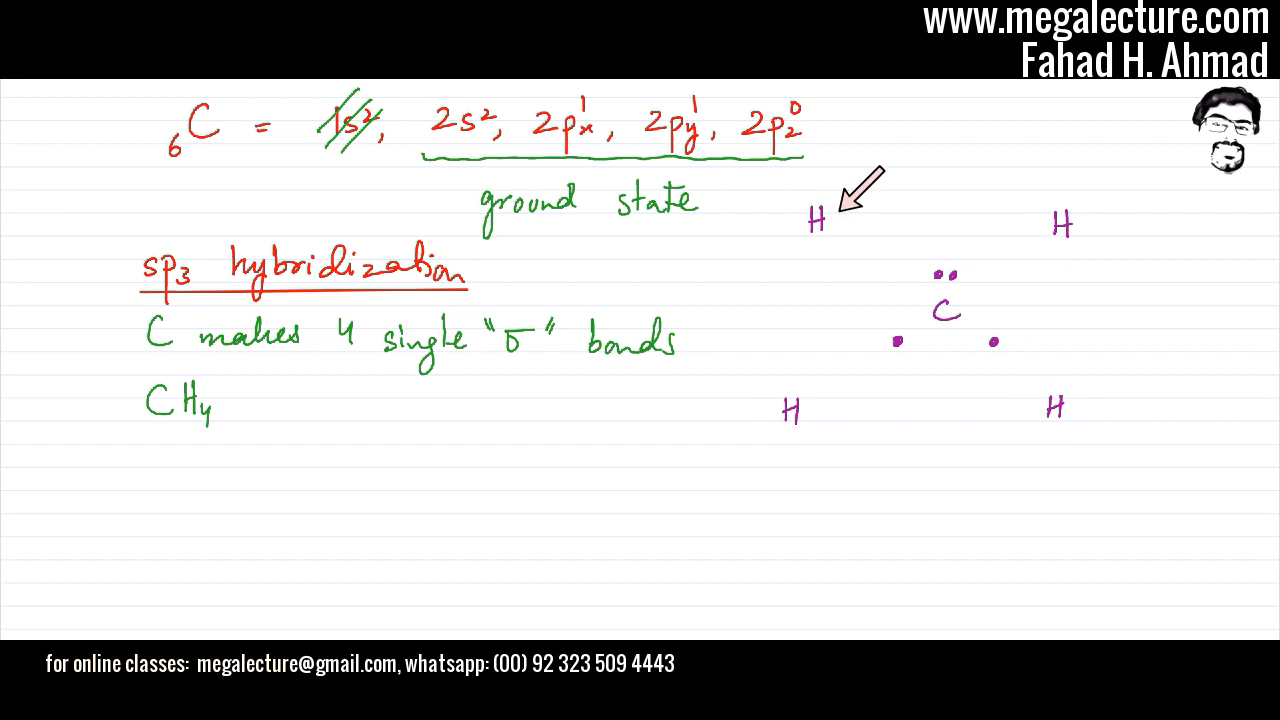 www.megalecture.com
Fahad H. Ahmad
₆C = 1s², 2s², 2pₓ¹, 2py¹, 2pz⁰
ground state
H H
sp₃ hybridization
C
C makes 4 single "σ" bonds
CH₄
H H
for online classes: megalecture@gmail.com, whatsapp: (00) 92 323 509 4443